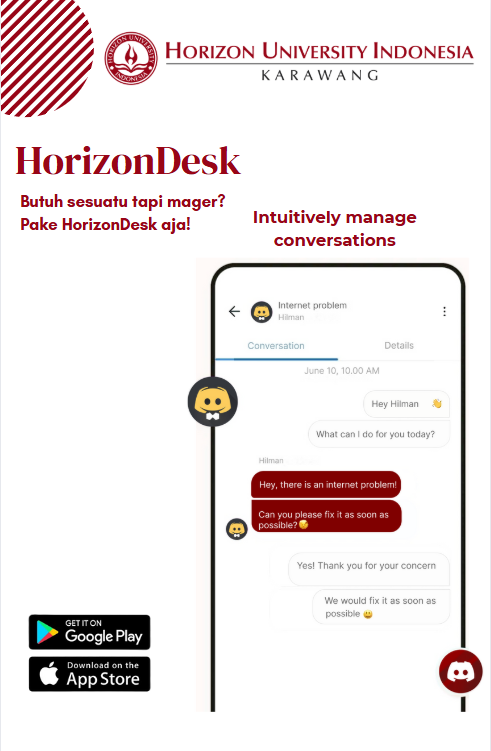 HORIZON UNIVERSITY INDONESIA
KARAWANG
HorizonDesk
Butuh sesuatu tapi mager?
Pake HorizonDesk aja!
Intuitively manage
conversations
Internet problem
Hilman
Conversation
Details
June 10, 10.00 AM
Hey Hilman 👋
What can I do for you today?
Hilman
Hey, there is an internet problem!
Can you please fix it as soon as
possible?😉
Yes! Thank you for your concern
We would fix it as soon as
possible 😃
GET IT ON
Google Play
Download on the
App Store
HORIZON UNIVERSITY
INDONESIA